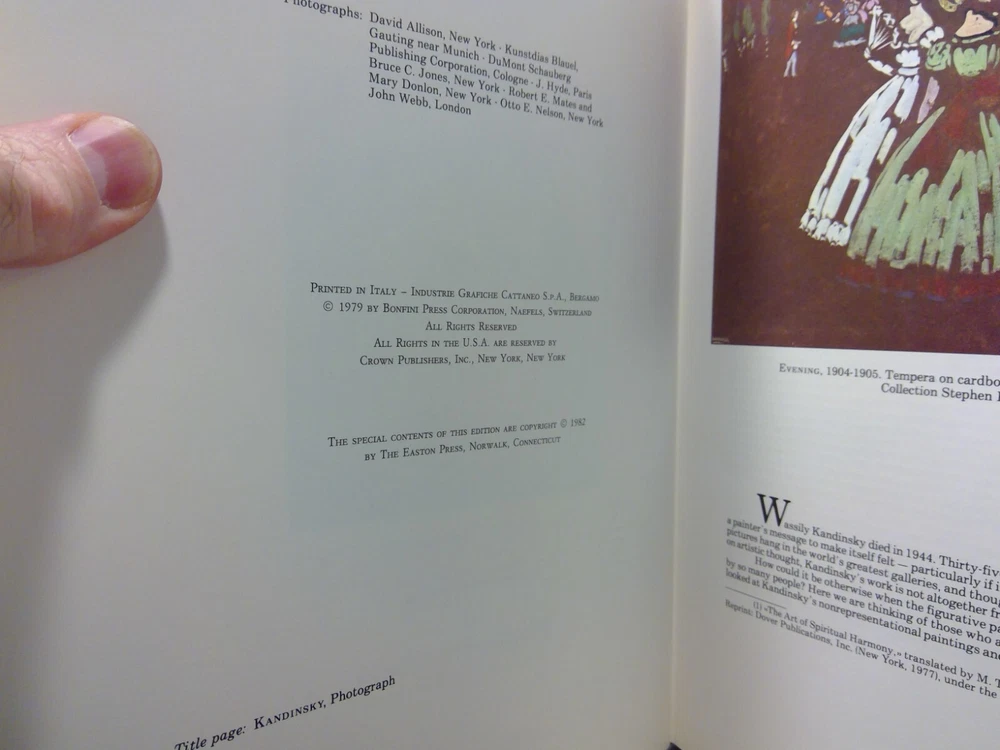 Photographs: David Allison, New York · Kunstdias Blauel,
Gauting near Munich · DuMont Schauberg
Publishing Corporation, Cologne · J. Hyde, Paris
Bruce C. Jones, New York · Robert E. Mates and
Mary Donlon, New York · Otto E. Nelson, New York
John Webb, London
Printed in Italy – Industrie Grafiche Cattaneo S.p.A., Bergamo
© 1979 by Bonfini Press Corporation, Naefels, Switzerland
All Rights Reserved
All Rights in the U.S.A. are reserved by
Crown Publishers, Inc., New York, New York
The special contents of this edition are copyright © 1982
by The Easton Press, Norwalk, Connecticut
Title page: Kandinsky, Photograph
Evening, 1904-1905. Tempera on cardbo
Collection Stephen
Wassily Kandinsky died in 1944. Thirty-fiv
a painter's message to make itself felt — particularly if i
pictures hang in the world's greatest galleries, and thou
on artistic thought, Kandinsky's work is not altogether fr
How could it be otherwise when the figurative pa
by so many people? Here we are thinking of those who a
looked at Kandinsky's nonrepresentational paintings and
(1) «The Art of Spiritual Harmony,» translated by M. T
Reprint: Dover Publications, Inc. (New York, 1977), under the